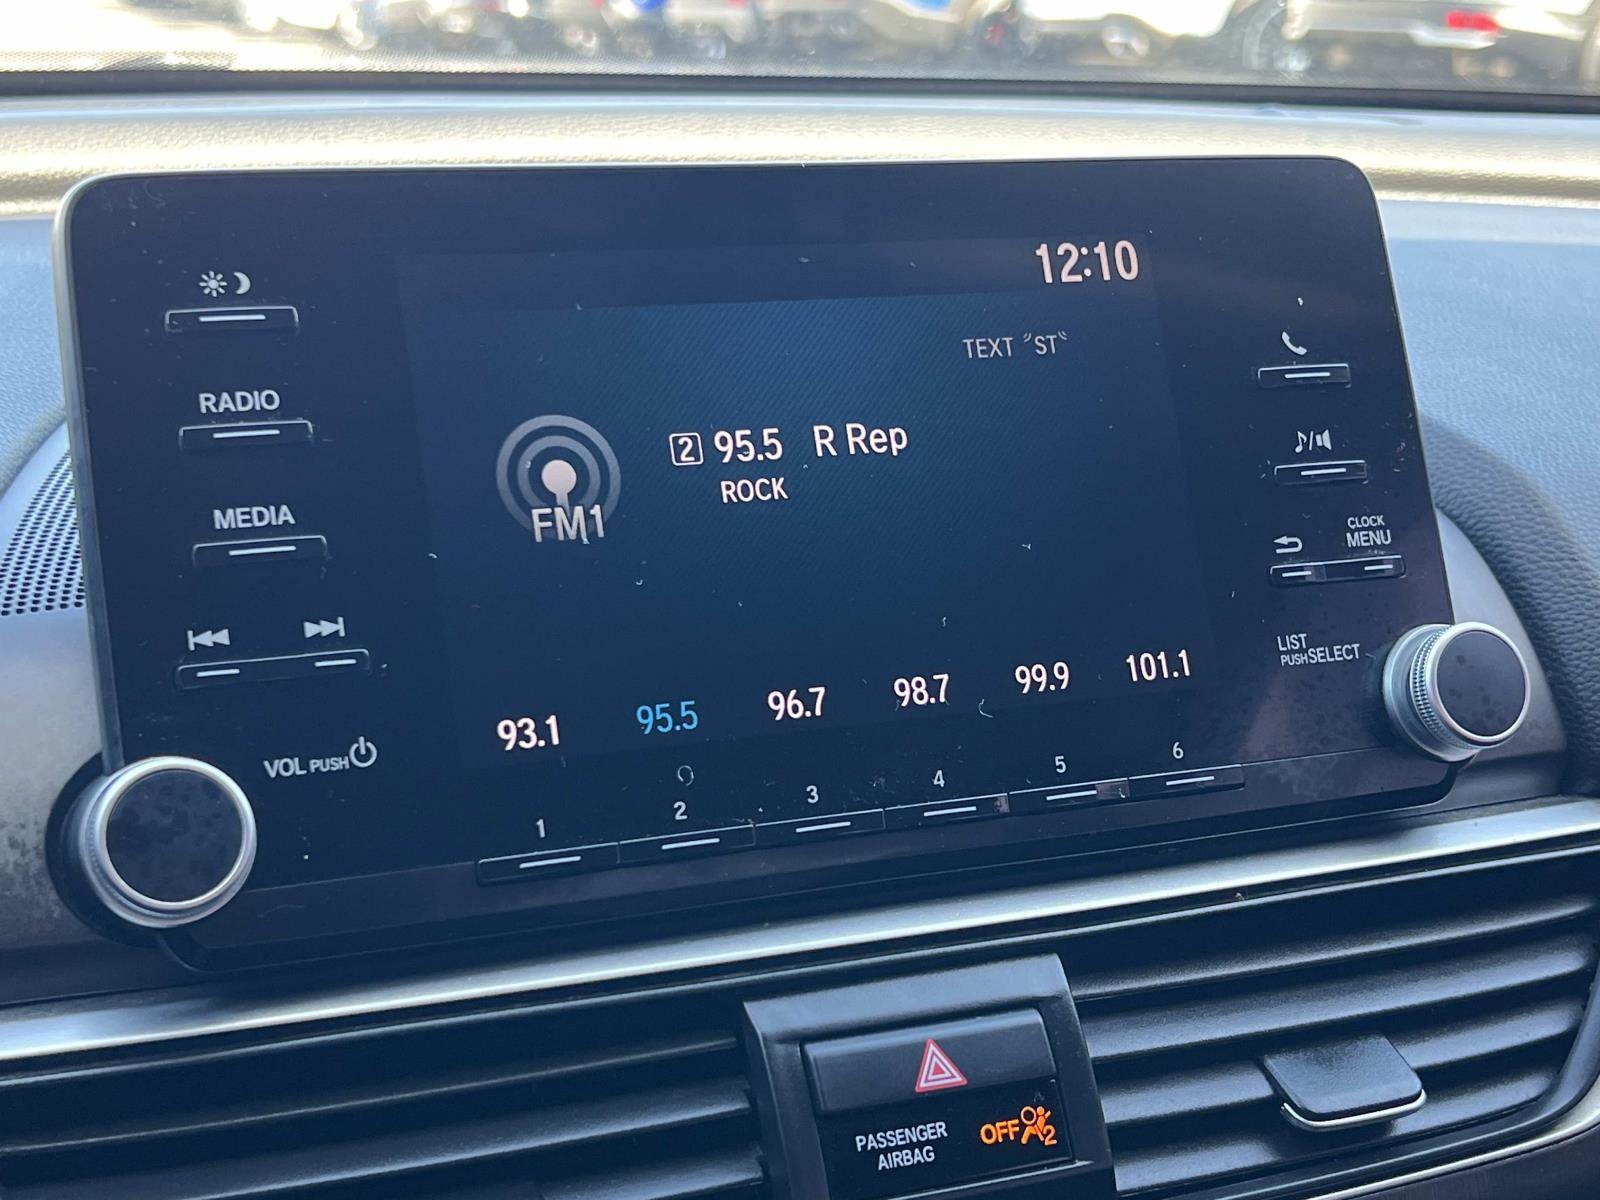 12:10
TEXT "ST"
RADIO
MEDIA
2 95.5 R Rep
ROCK
FM1
CLOCK
MENU
LIST
PUSH SELECT
VOL PUSH
93.1 95.5 96.7 98.7 99.9 101.1
1 2 3 4 5 6
PASSENGER
AIRBAG
OFF 2